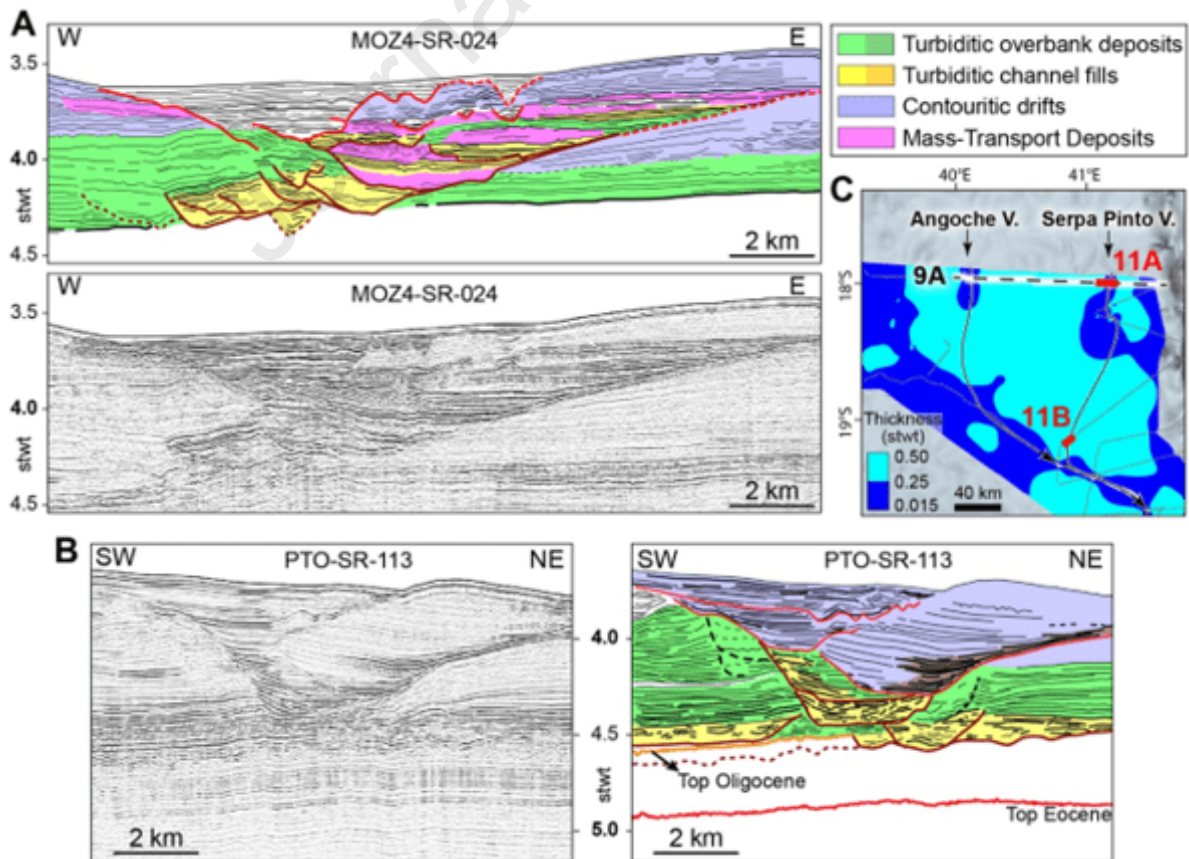 A
W
MOZ4-SR-024
E
3.5
4.0
4.5
stwt
2 km
Turbiditic overbank deposits
Turbiditic channel fills
Contouritic drifts
Mass-Transport Deposits
W
MOZ4-SR-024
E
3.5
4.0
4.5
stwt
2 km
C
40°E
41°E
Angoche V.
Serpa Pinto V.
11A
9A
18°S
19°S
11B
Thickness
(stwt)
0.50
0.25
0.015
40 km
B
SW
PTO-SR-113
NE
2 km
4.0
4.5
5.0
stwt
SW
PTO-SR-113
NE
Top Oligocene
Top Eocene
2 km